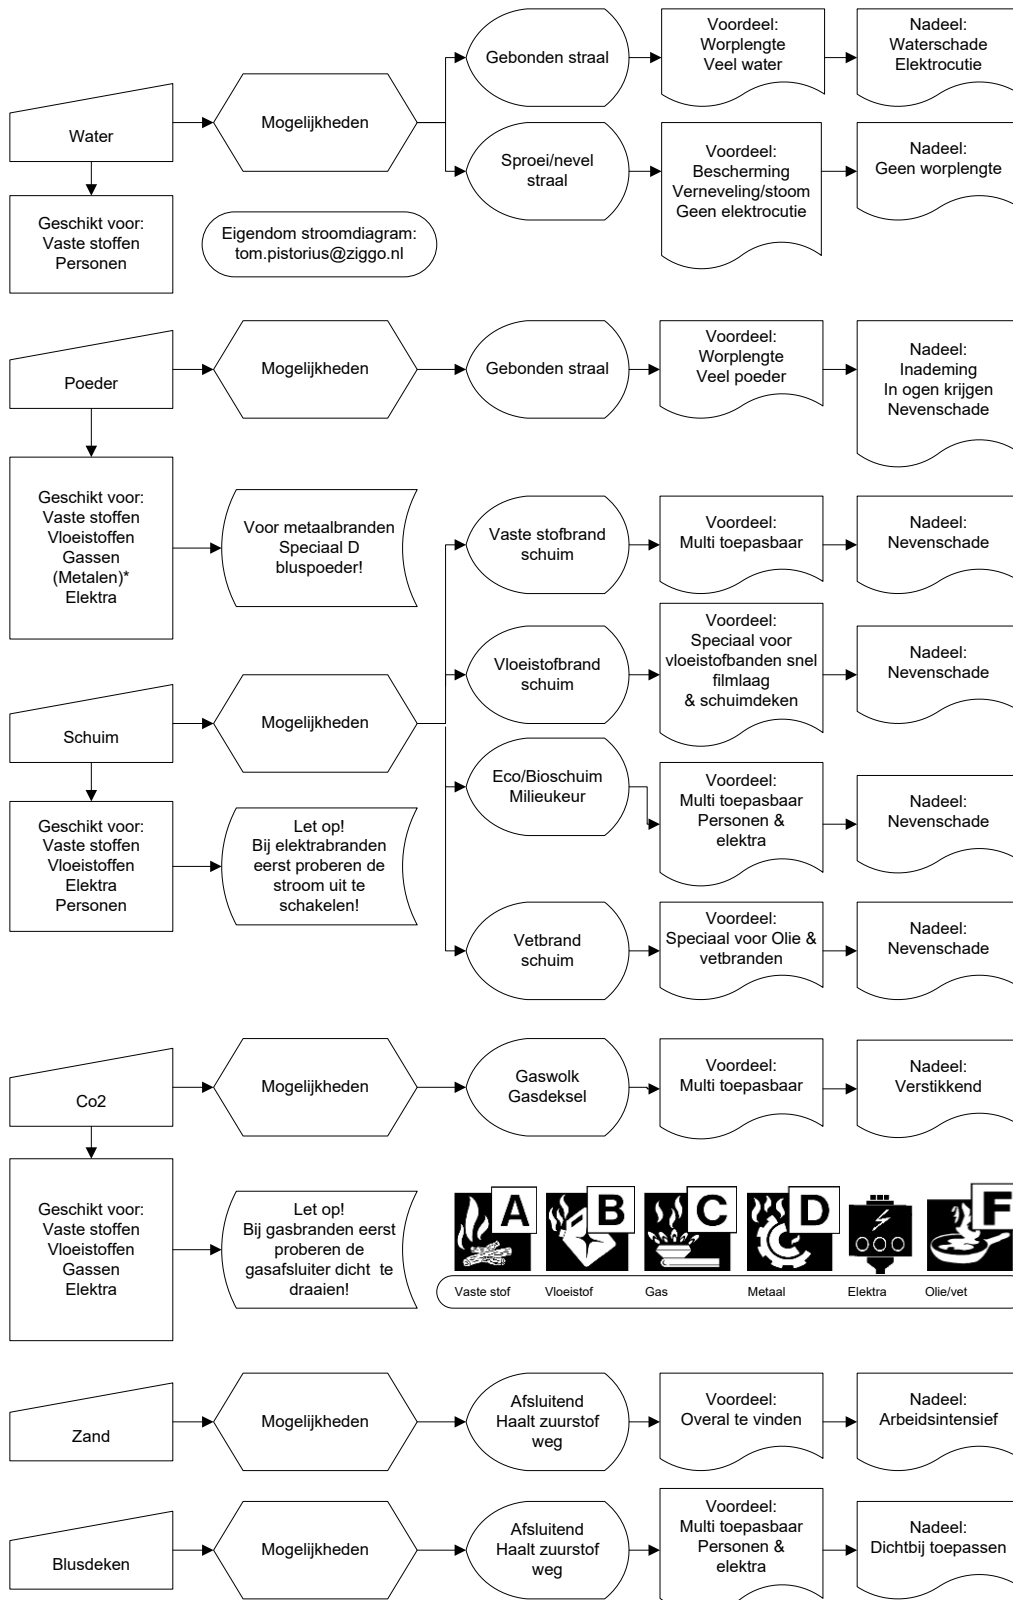 Water
Mogelijkheden
Gebonden straal
Voordeel:
Worplengte
Veel water
Nadeel:
Waterschade
Elektrocutie
Sproei/nevel
straal
Voordeel:
Bescherming
Verneveling/stoom
Geen elektrocutie
Nadeel:
Geen worplengte
Geschikt voor:
Vaste stoffen
Personen
Eigendom stroomdiagram:
tom.pistorius@ziggo.nl
Poeder
Mogelijkheden
Gebonden straal
Voordeel:
Worplengte
Veel poeder
Nadeel:
Inademing
In ogen krijgen
Nevenschade
Geschikt voor:
Vaste stoffen
Vloeistoffen
Gassen
(Metalen)*
Elektra
Voor metaalbranden
Speciaal D
bluspoeder!
Schuim
Mogelijkheden
Vaste stofbrand
schuim
Voordeel:
Multi toepasbaar
Nadeel:
Nevenschade
Vloeistofbrand
schuim
Voordeel:
Speciaal voor
vloeistofbanden snel
filmlaag
& schuimdeken
Nadeel:
Nevenschade
Eco/Bioschuim
Milieukeur
Voordeel:
Multi toepasbaar
Personen &
elektra
Nadeel:
Nevenschade
Vetbrand
schuim
Voordeel:
Speciaal voor Olie &
vetbranden
Nadeel:
Nevenschade
Geschikt voor:
Vaste stoffen
Vloeistoffen
Elektra
Personen
Let op!
Bij elektrabranden
eerst proberen de
stroom uit te
schakelen!
Co2
Mogelijkheden
Gaswolk
Gasdeksel
Voordeel:
Multi toepasbaar
Nadeel:
Verstikkend
Geschikt voor:
Vaste stoffen
Vloeistoffen
Gassen
Elektra
Let op!
Bij gasbranden eerst
proberen de
gasafsluiter dicht te
draaien!
A B C D F
Vaste stof Vloeistof Gas Metaal Elektra Olie/vet
Zand
Mogelijkheden
Afsluitend
Haalt zuurstof
weg
Voordeel:
Overal te vinden
Nadeel:
Arbeidsintensief
Blusdeken
Mogelijkheden
Afsluitend
Haalt zuurstof
weg
Voordeel:
Multi toepasbaar
Personen &
elektra
Nadeel:
Dichtbij toepassen